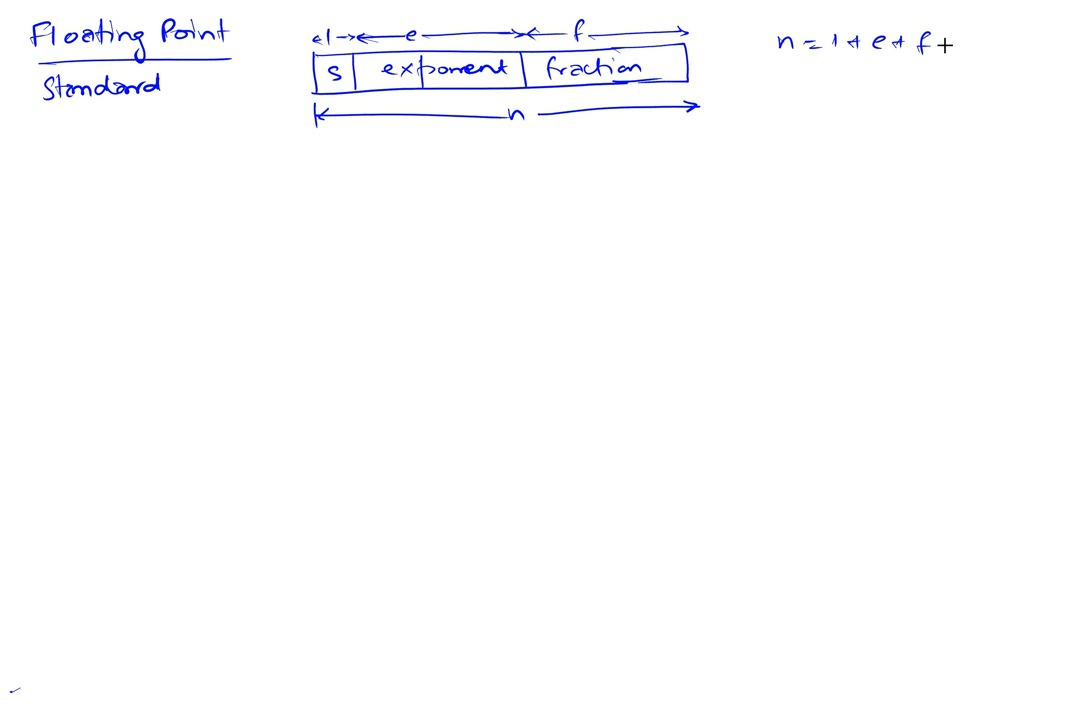 Floating Point
Standard
1 e f
s exponent fraction
n
n = 1 + e + f